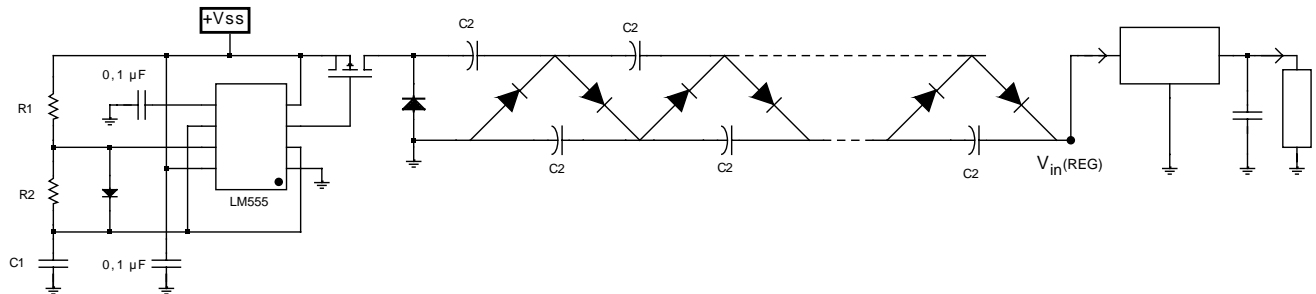 +Vss
C2
C2
0,1 µF
R1
R2
LM555
C2
C2
C2
Vin(REG)
C1
0,1 µF